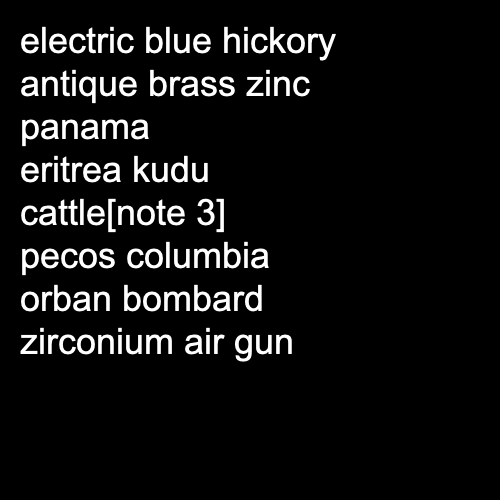 electric blue hickory
antique brass zinc
panama
eritrea kudu
cattle[note 3]
pecos columbia
orban bombard
zirconium air gun